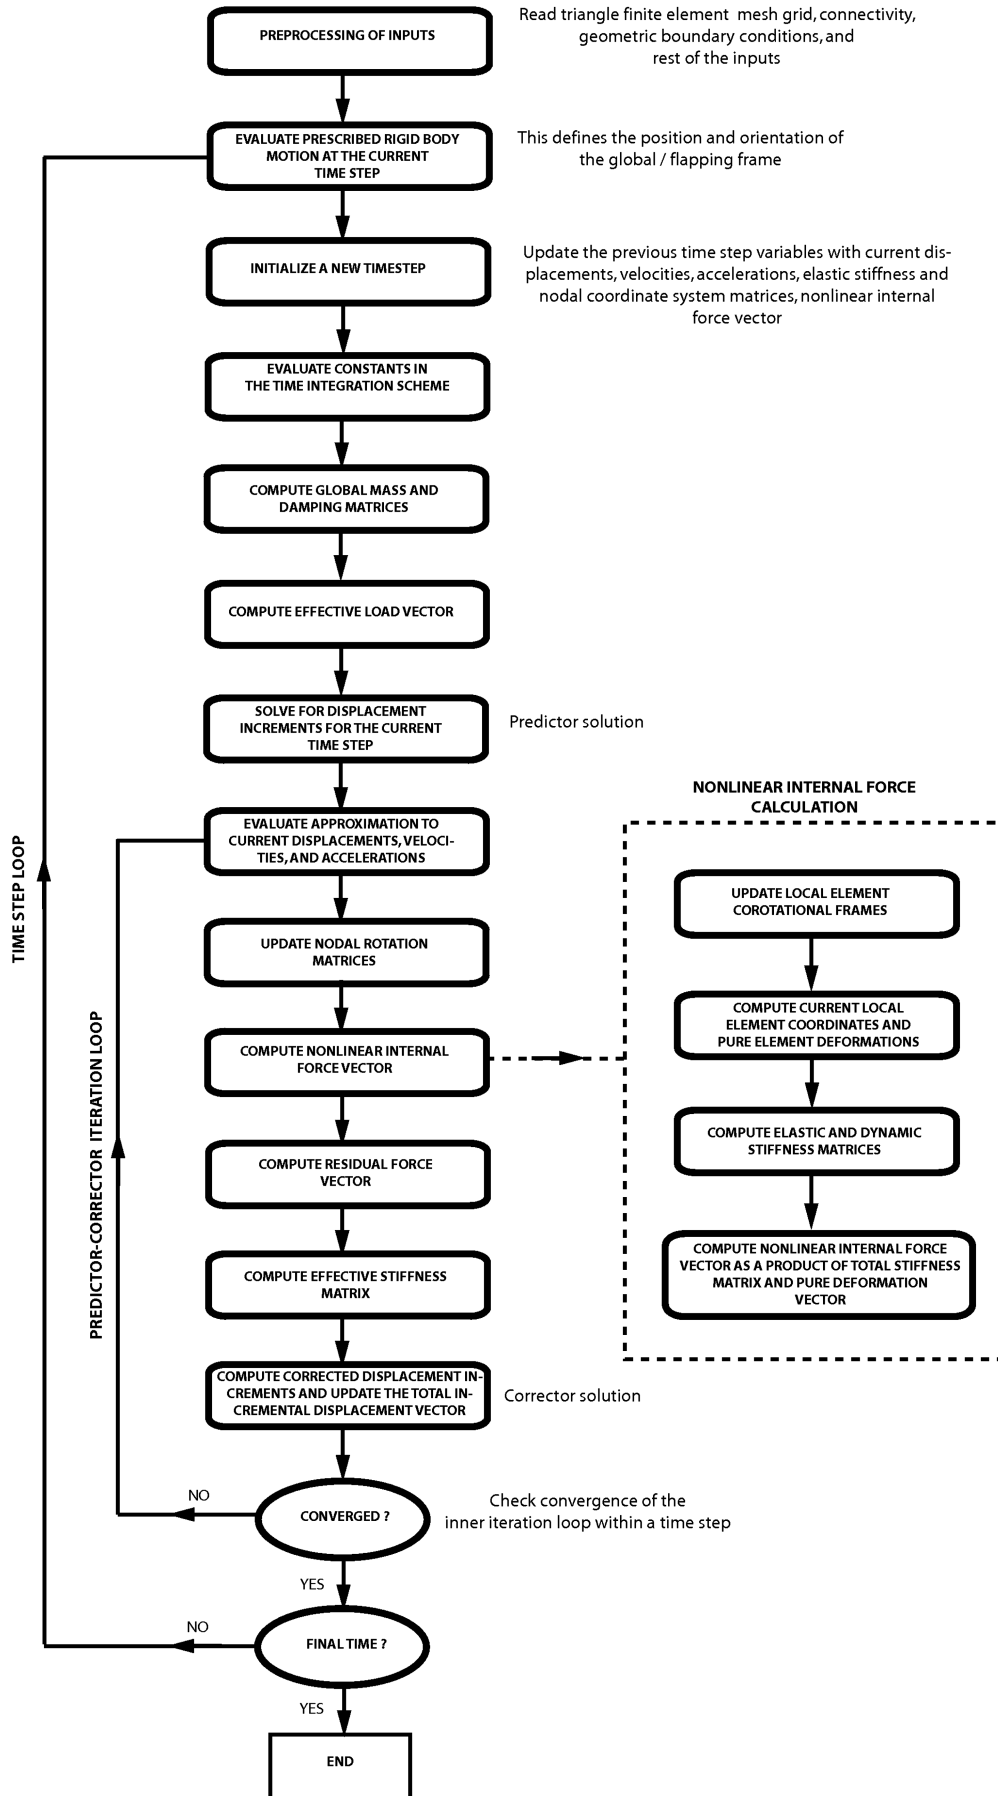 PREPROCESSING OF INPUTS
Read triangle finite element mesh grid, connectivity,
geometric boundary conditions, and
rest of the inputs
EVALUATE PRESCRIBED RIGID BODY
MOTION AT THE CURRENT
TIME STEP
This defines the position and orientation of
the global / flapping frame
INITIALIZE A NEW TIMESTEP
Update the previous time step variables with current dis-
placements, velocities, accelerations, elastic stiffness and
nodal coordinate system matrices, nonlinear internal
force vector
EVALUATE CONSTANTS IN
THE TIME INTEGRATION SCHEME
COMPUTE GLOBAL MASS AND
DAMPING MATRICES
COMPUTE EFFECTIVE LOAD VECTOR
SOLVE FOR DISPLACEMENT
INCREMENTS FOR THE CURRENT
TIME STEP
Predictor solution
EVALUATE APPROXIMATION TO
CURRENT DISPLACEMENTS, VELOCI-
TIES, AND ACCELERATIONS
UPDATE NODAL ROTATION
MATRICES
COMPUTE NONLINEAR INTERNAL
FORCE VECTOR
COMPUTE RESIDUAL FORCE
VECTOR
COMPUTE EFFECTIVE STIFFNESS
MATRIX
COMPUTE CORRECTED DISPLACEMENT IN-
CREMENTS AND UPDATE THE TOTAL IN-
CREMENTAL DISPLACEMENT VECTOR
Corrector solution
CONVERGED ?
NO
Check convergence of the
inner iteration loop within a time step
YES
FINAL TIME ?
NO
YES
END
TIME STEP LOOP
PREDICTOR-CORRECTOR ITERATION LOOP
NONLINEAR INTERNAL FORCE
CALCULATION
UPDATE LOCAL ELEMENT
COROTATIONAL FRAMES
COMPUTE CURRENT LOCAL
ELEMENT COORDINATES AND
PURE ELEMENT DEFORMATIONS
COMPUTE ELASTIC AND DYNAMIC
STIFFNESS MATRICES
COMPUTE NONLINEAR INTERNAL FORCE
VECTOR AS A PRODUCT OF TOTAL STIFFNESS
MATRIX AND PURE DEFORMATION
VECTOR